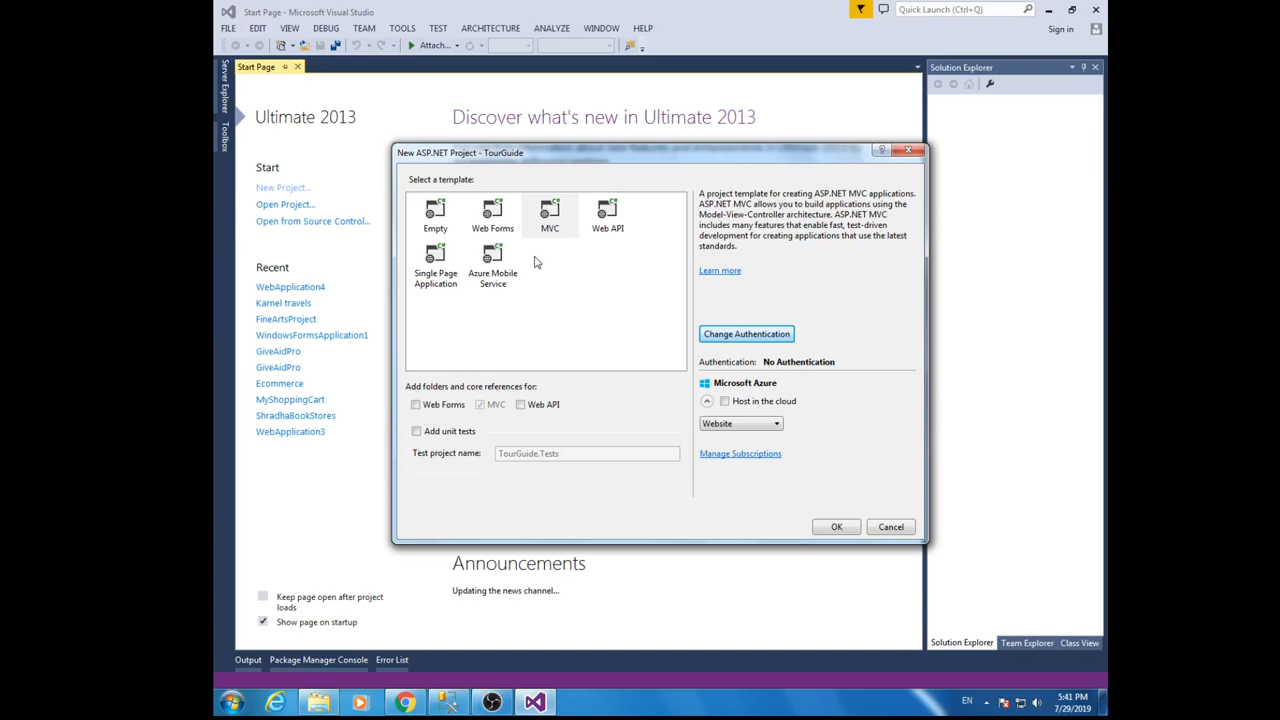 Start Page - Microsoft Visual Studio
Quick Launch (Ctrl+Q)
FILE EDIT VIEW DEBUG TEAM TOOLS TEST ARCHITECTURE ANALYZE WINDOW HELP
Sign in
Attach...
Server Explorer
Toolbox
Start Page
Solution Explorer
Ultimate 2013
Discover what's new in Ultimate 2013
Start
New Project...
Open Project...
Open from Source Control...
Recent
WebApplication4
Karnel travels
FineArtsProject
WindowsFormsApplication1
GiveAidPro
GiveAidPro
Ecommerce
MyShoppingCart
ShradhaBookStores
WebApplication3
New ASP.NET Project - TourGuide
Select a template:
Empty
Web Forms
MVC
Web API
Single Page
Application
Azure Mobile
Service
A project template for creating ASP.NET MVC applications.
ASP.NET MVC allows you to build applications using the
Model-View-Controller architecture. ASP.NET MVC
includes many features that enable fast, test-driven
development for creating applications that use the latest
standards.
Learn more
Change Authentication
Authentication: No Authentication
Add folders and core references for:
Web Forms MVC Web API
Add unit tests
Test project name: TourGuide.Tests
Microsoft Azure
Host in the cloud
Website
Manage Subscriptions
OK Cancel
Announcements
Updating the news channel...
Keep page open after project
loads
Show page on startup
Solution Explorer Team Explorer Class View
Output Package Manager Console Error List
EN
5:41 PM
7/29/2019